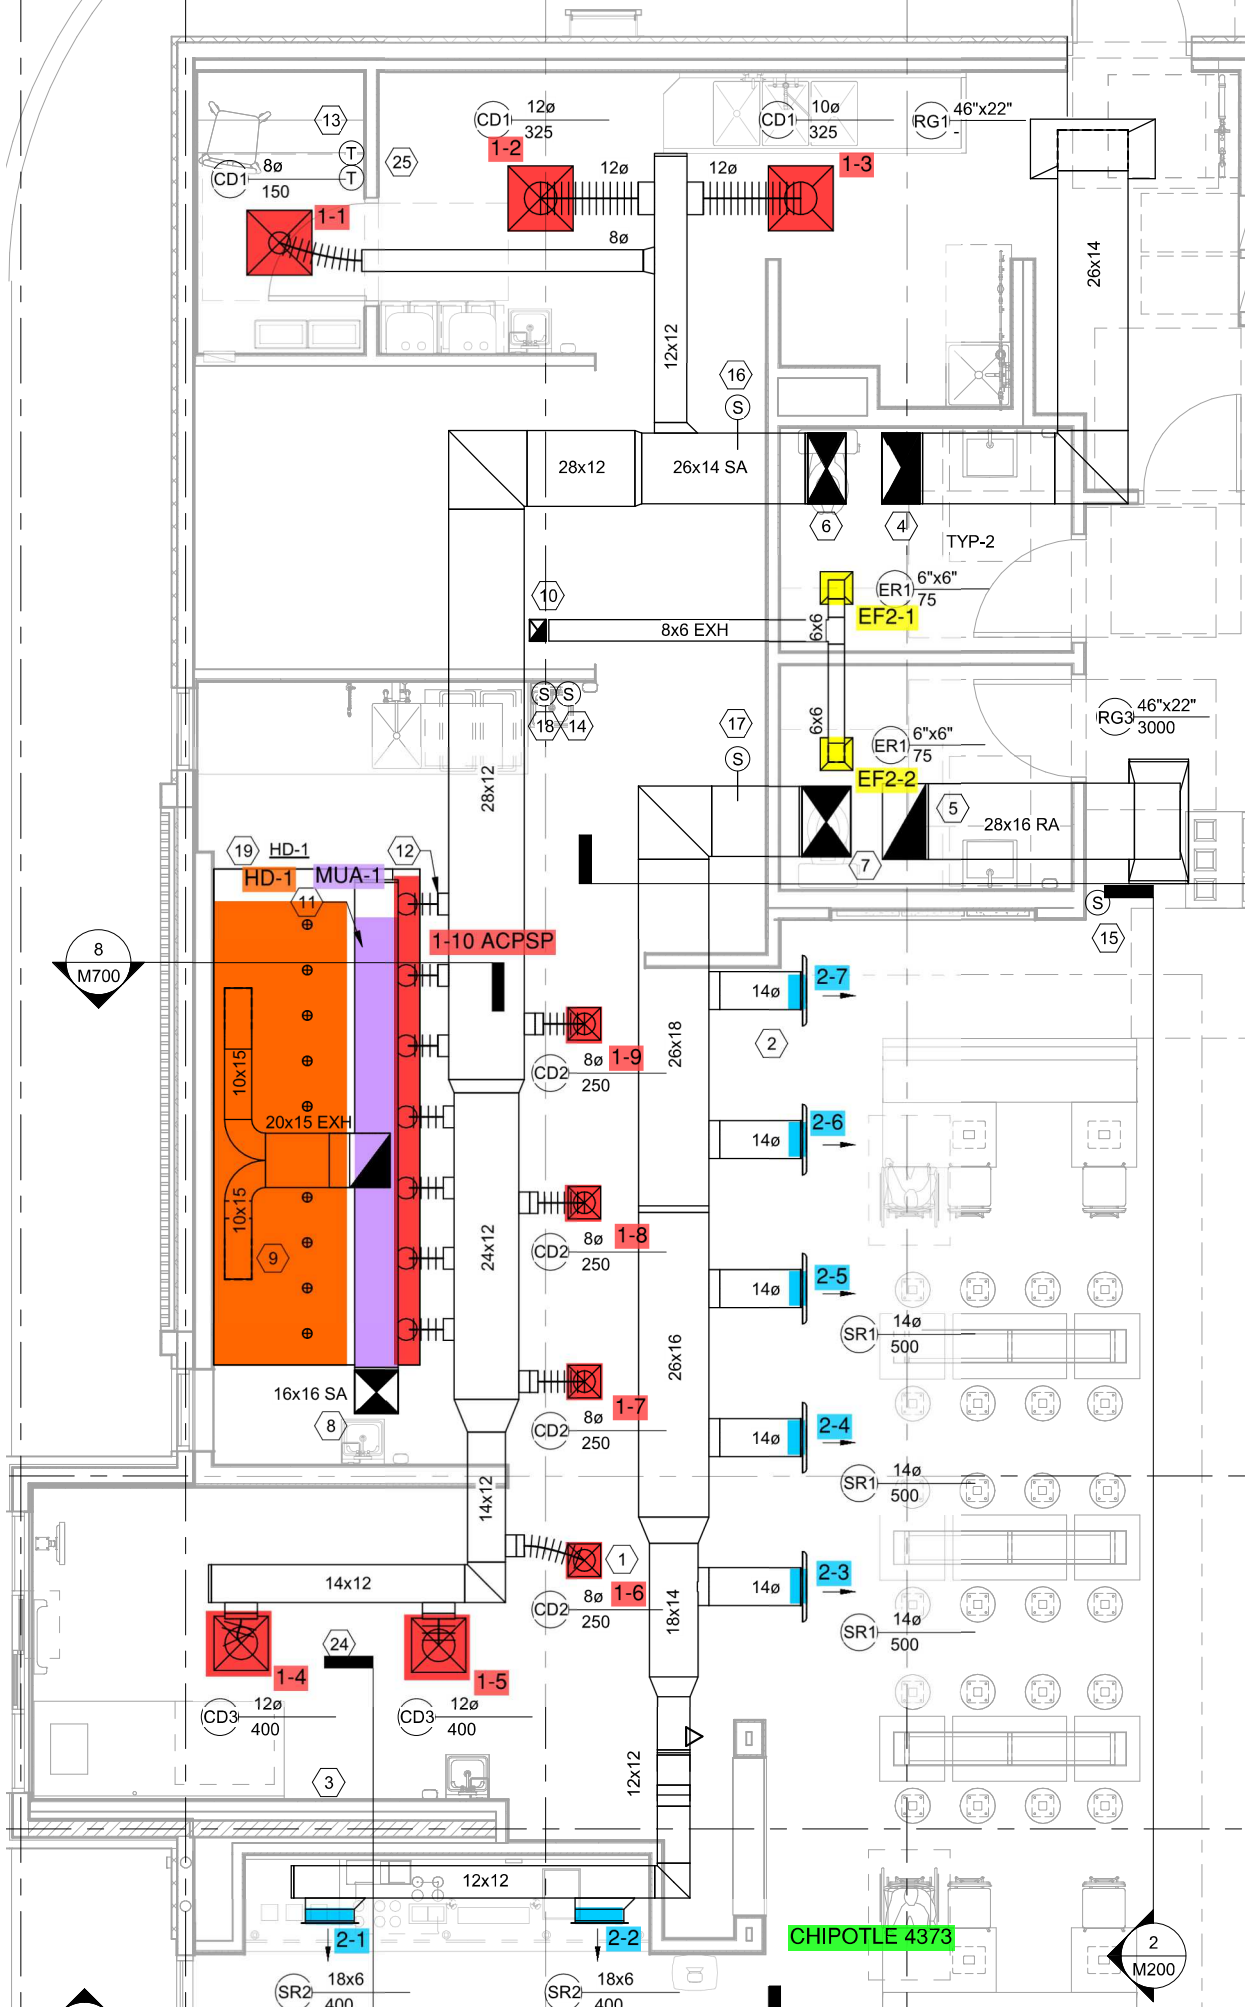 13
CD1
12ø
325
1-2
CD1
10ø
325
RG1
46"x22"
-
T
T
25
CD1
8ø
150
1-1
12ø
12ø
1-3
8ø
12x12
26x14
16
S
28x12
26x14 SA
6
4
TYP-2
10
ER1
6"x6"
75
EF2-1
8x6 EXH
6x6
S
S
18
14
17
S
6x6
ER1
6"x6"
75
EF2-2
RG3
46"x22"
3000
28x12
5
28x16 RA
7
19
HD-1
12
HD-1
MUA-1
11
S
15
8
M700
1-10 ACPSP
2-7
14ø
2
26x18
CD2
8ø
250
1-9
10x15
20x15 EXH
14ø
2-6
10x15
9
24x12
CD2
8ø
250
1-8
14ø
2-5
SR1
14ø
500
26x16
16x16 SA
8
CD2
8ø
250
1-7
14ø
2-4
SR1
14ø
500
14x12
14x12
1
CD2
8ø
250
1-6
14ø
2-3
18x14
SR1
14ø
500
24
1-4
1-5
CD3
12ø
400
CD3
12ø
400
3
12x12
12x12
2-1
2-2
CHIPOTLE 4373
2
M200
SR2
18x6
400
SR2
18x6
400